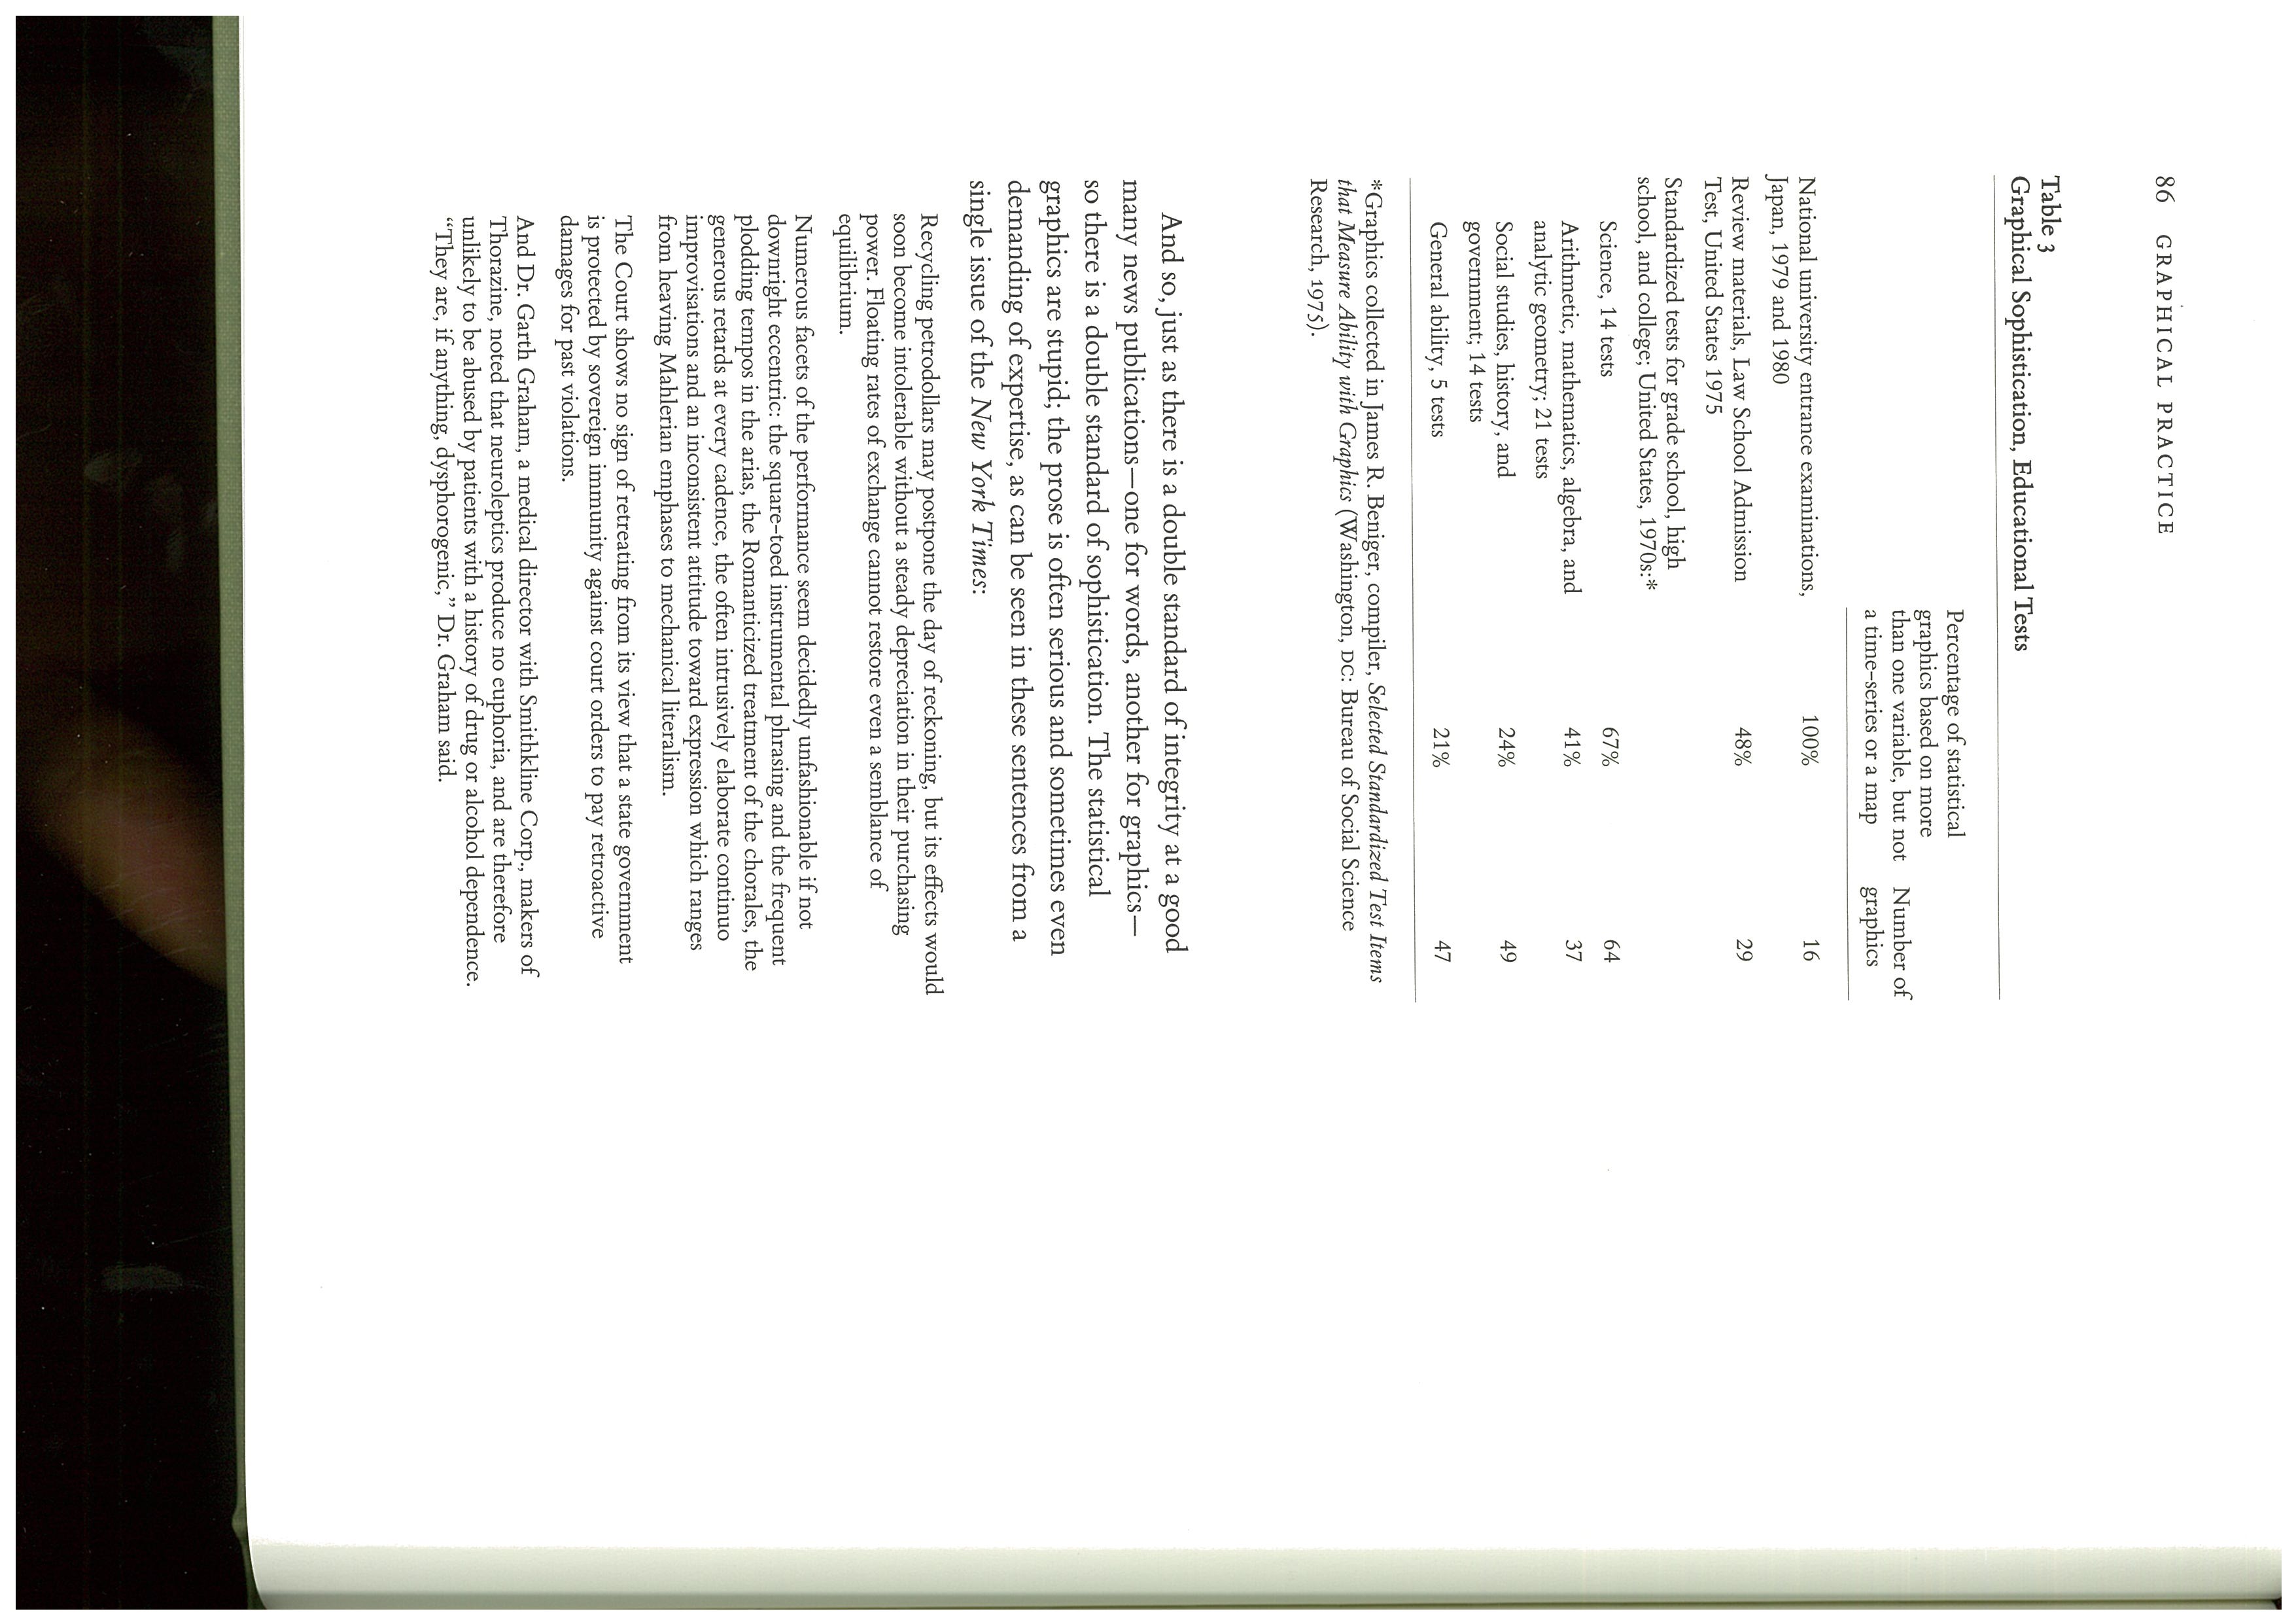 86 GRAPHICAL PRACTICE
Table 3
Graphical Sophistication, Educational Tests
Percentage of statistical
graphics based on more
than one variable, but not
a time-series or a map
Number of
graphics
National university entrance examinations, 100% 16
Japan, 1979 and 1980
Review materials, Law School Admission 48% 29
Test, United States 1975
Standardized tests for grade school, high
school, and college; United States, 1970s:*
Science, 14 tests 67% 64
Arithmetic, mathematics, algebra, and 41% 37
analytic geometry; 21 tests
Social studies, history, and 24% 49
government; 14 tests
General ability, 5 tests 21% 47
*Graphics collected in James R. Beniger, compiler, Selected Standardized Test Items
that Measure Ability with Graphics (Washington, DC: Bureau of Social Science
Research, 1975).
And so, just as there is a double standard of integrity at a good
many news publications—one for words, another for graphics—
so there is a double standard of sophistication. The statistical
graphics are stupid; the prose is often serious and sometimes even
demanding of expertise, as can be seen in these sentences from a
single issue of the New York Times:
Recycling petrodollars may postpone the day of reckoning, but its effects would
soon become intolerable without a steady depreciation in their purchasing
power. Floating rates of exchange cannot restore even a semblance of
equilibrium.
Numerous facets of the performance seem decidedly unfashionable if not
downright eccentric: the square-toed instrumental phrasing and the frequent
plodding tempos in the arias, the Romanticized treatment of the chorales, the
generous retards at every cadence, the often intrusively elaborate continuo
improvisations and an inconsistent attitude toward expression which ranges
from heaving Mahlerian emphases to mechanical literalism.
The Court shows no sign of retreating from its view that a state government
is protected by sovereign immunity against court orders to pay retroactive
damages for past violations.
And Dr. Garth Graham, a medical director with Smithkline Corp., makers of
Thorazine, noted that neuroleptics produce no euphoria, and are therefore
unlikely to be abused by patients with a history of drug or alcohol dependence.
“They are, if anything, dysphorogenic,” Dr. Graham said.